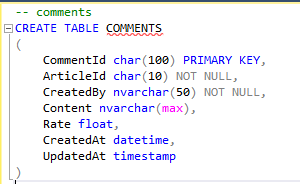 -- comments
CREATE TABLE COMMENTS
(
CommentId char(100) PRIMARY KEY,
ArticleId char(10) NOT NULL,
CreatedBy nvarchar(50) NOT NULL,
Content nvarchar(max),
Rate float,
CreatedAt datetime,
UpdatedAt timestamp
)